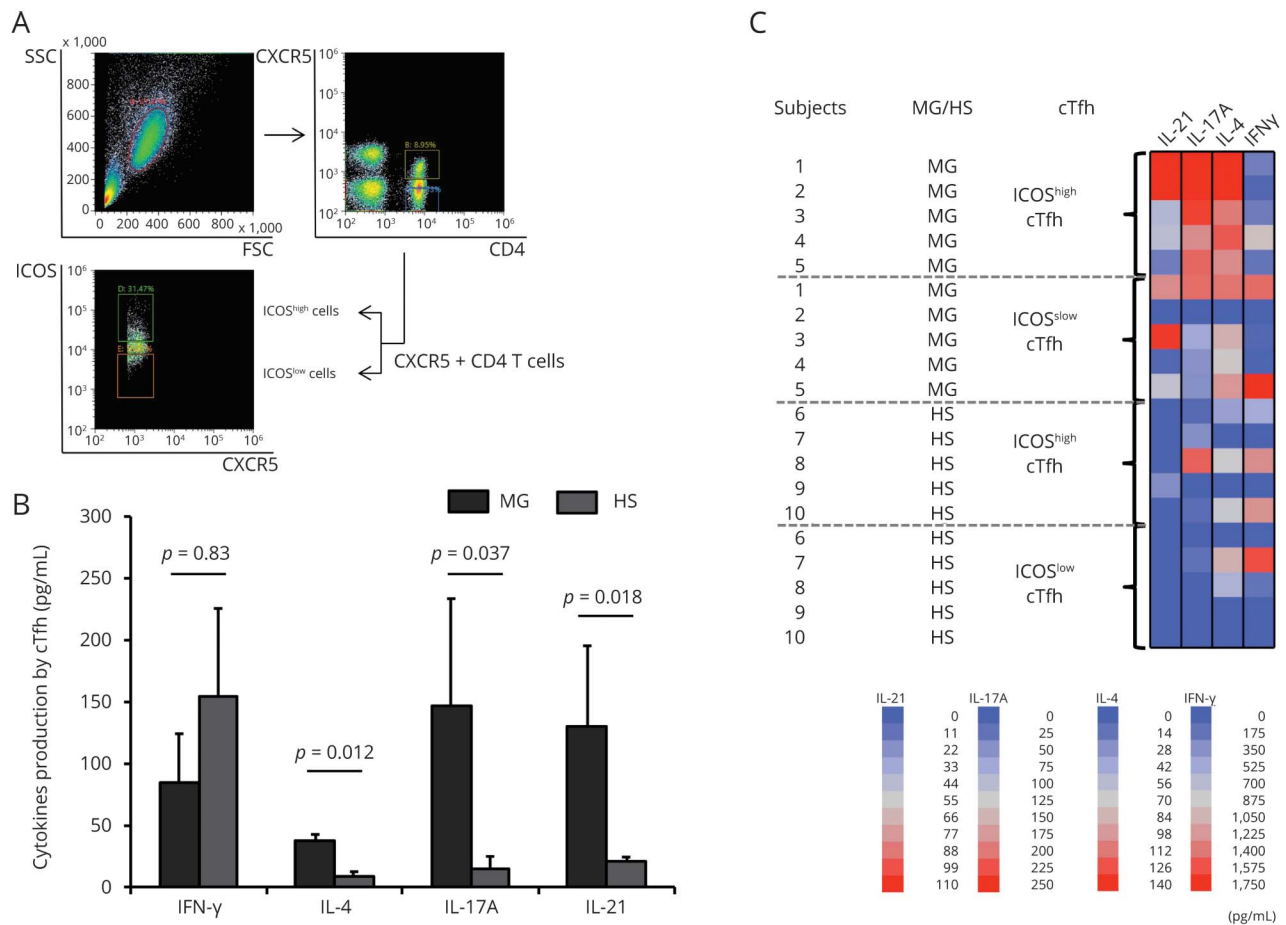 A
x 1,000
SSC
800
600
400
200
0
0 200 400 600 800 x 1,000
FSC
CXCR5
10⁶
10⁵
10⁴
10³
10²
B: 8.95%
10² 10³ 10⁴ 10⁵ 10⁶
CD4
ICOS
10⁶
10⁵
10⁴
10³
10²
D: 31.47%
E:
10² 10³ 10⁴ 10⁵ 10⁶
CXCR5
ICOShigh cells
ICOSlow cells
CXCR5 + CD4 T cells
B
MG HS
Cytokines production by cTfh (pg/mL)
300
250
200
150
100
50
0
p = 0.83
p = 0.012
p = 0.037
p = 0.018
IFN-γ IL-4 IL-17A IL-21
C
Subjects MG/HS cTfh IL-21 IL-17A IL-4 IFNγ
1 MG
2 MG
3 MG
4 MG
5 MG
ICOShigh
cTfh
1 MG
2 MG
3 MG
4 MG
5 MG
ICOSslow
cTfh
6 HS
7 HS
8 HS
9 HS
10 HS
ICOShigh
cTfh
6 HS
7 HS
8 HS
9 HS
10 HS
ICOSlow
cTfh
IL-21 IL-17A IL-4 IFN-γ
0 0 0 0
11 25 14 175
22 50 28 350
33 75 42 525
44 100 56 700
55 125 70 875
66 150 84 1,050
77 175 98 1,225
88 200 112 1,400
99 225 126 1,575
110 250 140 1,750
(pg/mL)